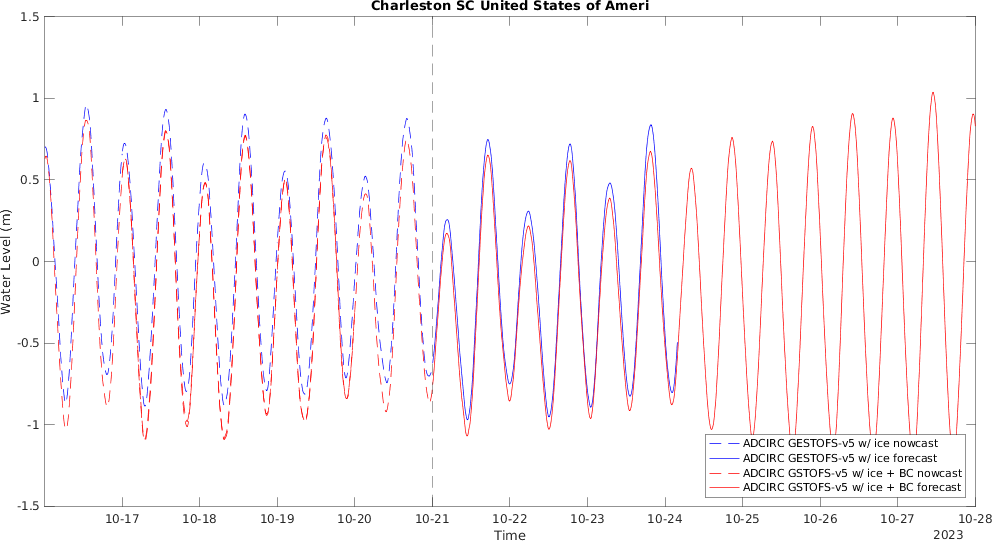 Charleston SC United States of Ameri
Water Level (m)
1.5
1
0.5
0
-0.5
-1
-1.5
ADCIRC GESTOFS-v5 w/ ice nowcast
ADCIRC GESTOFS-v5 w/ ice forecast
ADCIRC GSTOFS-v5 w/ ice + BC nowcast
ADCIRC GSTOFS-v5 w/ ice + BC forecast
10-17 10-18 10-19 10-20 10-21 10-22 10-23 10-24 10-25 10-26 10-27 10-28
Time
2023